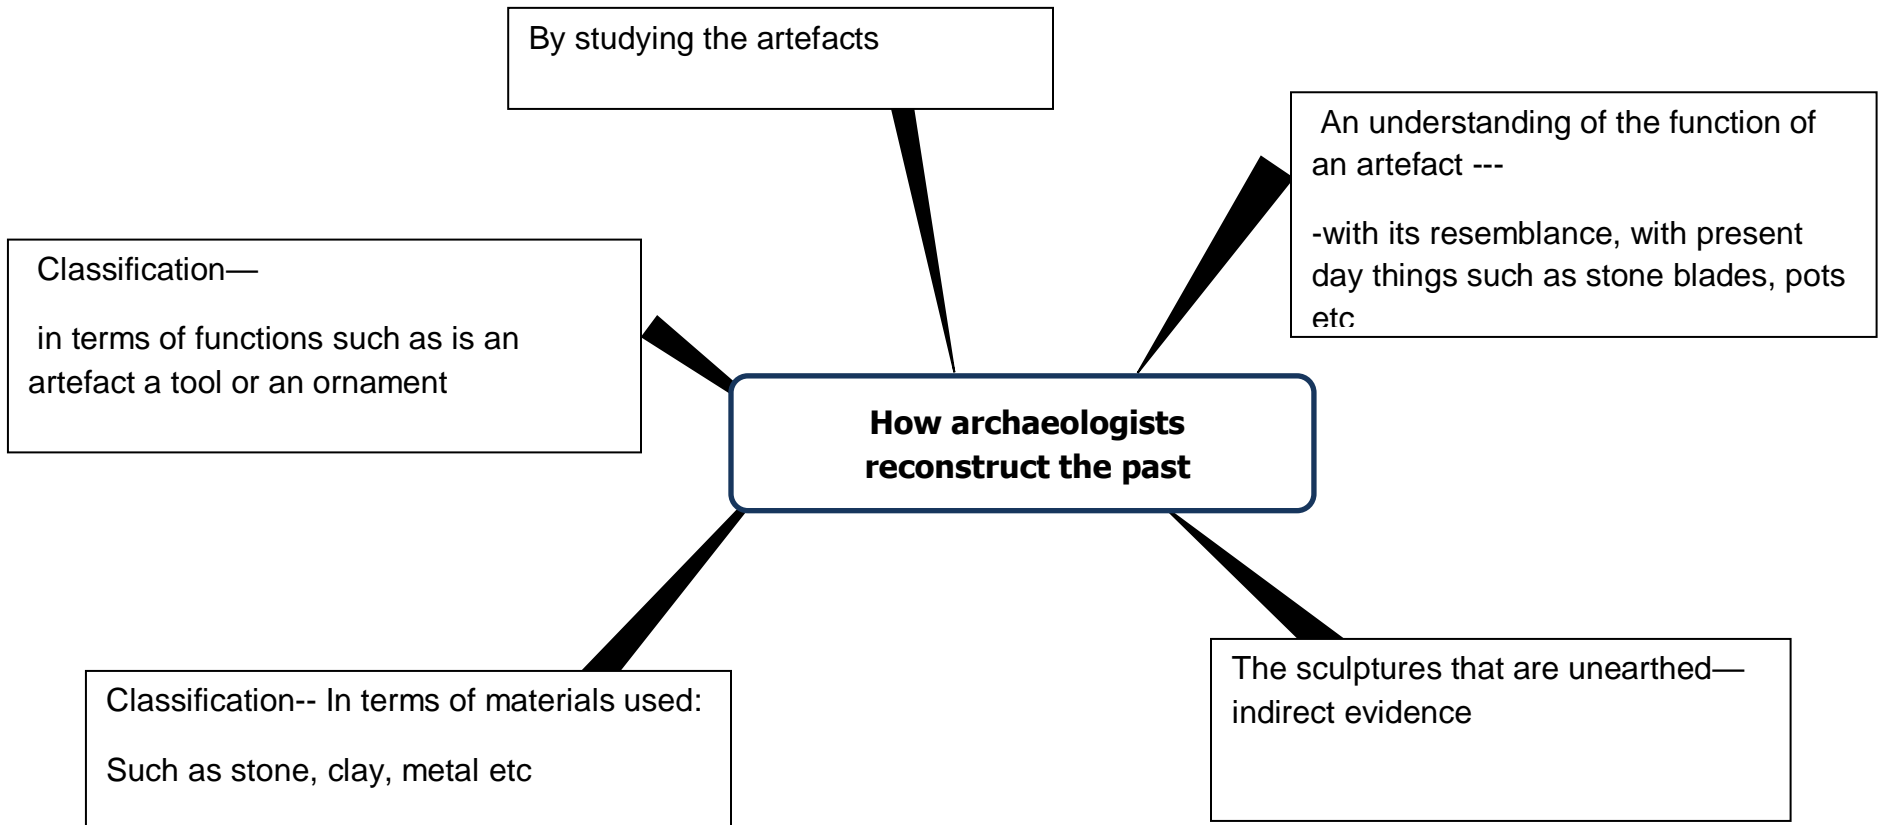 By studying the artefacts
An understanding of the function of
an artefact ---
-with its resemblance, with present
day things such as stone blades, pots
etc
Classification—
in terms of functions such as is an
artefact a tool or an ornament
How archaeologists
reconstruct the past
Classification-- In terms of materials used:
Such as stone, clay, metal etc
The sculptures that are unearthed—
indirect evidence